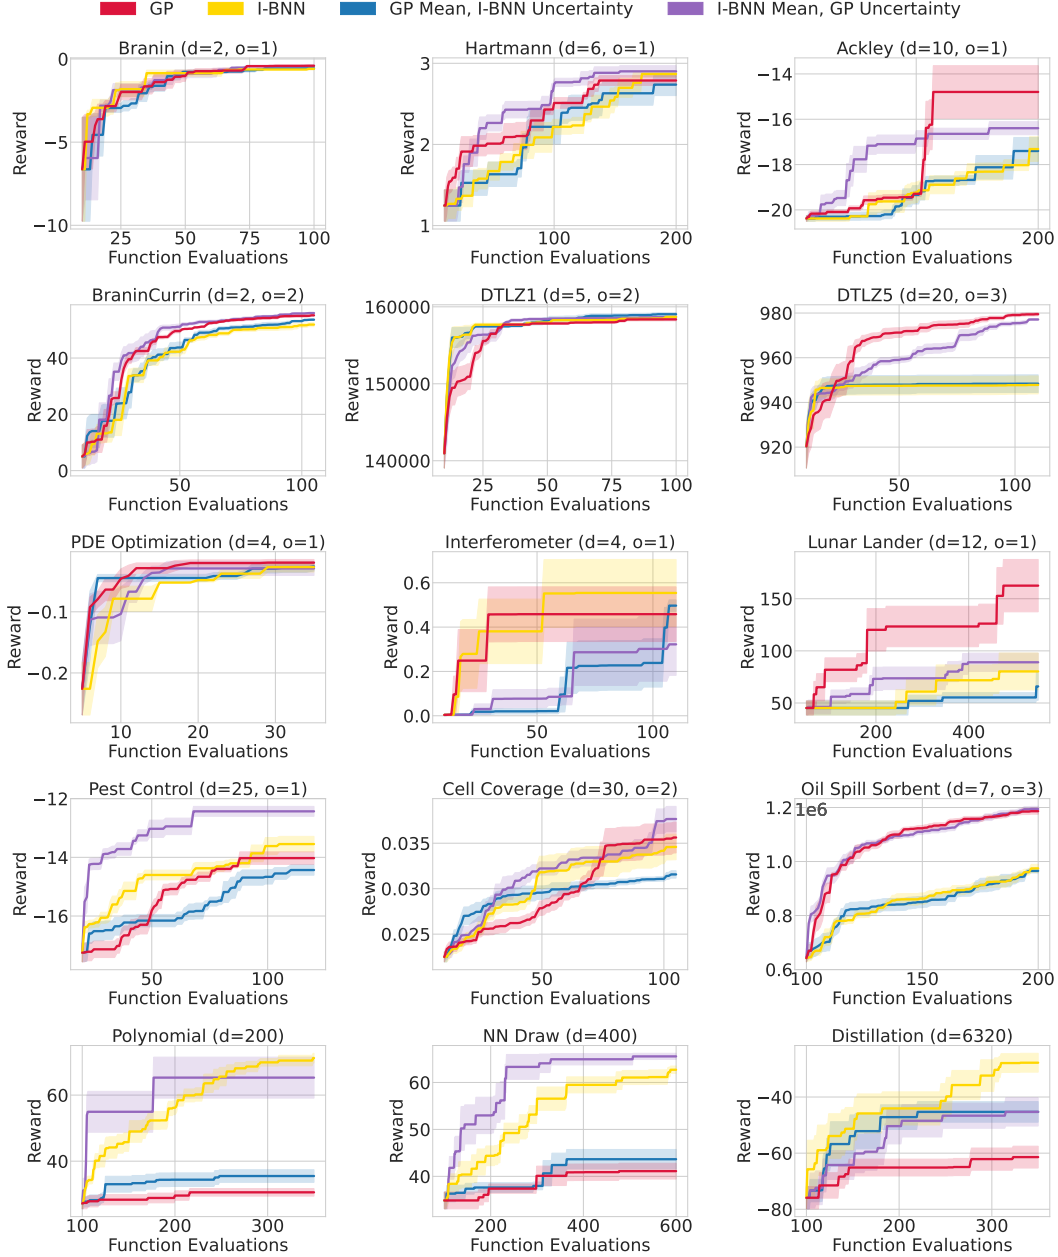 GP I-BNN GP Mean, I-BNN Uncertainty I-BNN Mean, GP Uncertainty
Branin (d=2, o=1)
Reward
0
−5
−10
25 50 75 100
Function Evaluations
Hartmann (d=6, o=1)
Reward
3
2
1
100 200
Function Evaluations
Ackley (d=10, o=1)
Reward
−14
−16
−18
−20
100 200
Function Evaluations
BraninCurrin (d=2, o=2)
Reward
40
20
0
50 100
Function Evaluations
DTLZ1 (d=5, o=2)
Reward
160000
150000
140000
25 50 75 100
Function Evaluations
DTLZ5 (d=20, o=3)
Reward
980
960
940
920
50 100
Function Evaluations
PDE Optimization (d=4, o=1)
Reward
−0.1
−0.2
10 20 30
Function Evaluations
Interferometer (d=4, o=1)
Reward
0.6
0.4
0.2
0.0
50 100
Function Evaluations
Lunar Lander (d=12, o=1)
Reward
150
100
50
200 400
Function Evaluations
Pest Control (d=25, o=1)
Reward
−12
−14
−16
50 100
Function Evaluations
Cell Coverage (d=30, o=2)
Reward
0.035
0.030
0.025
50 100
Function Evaluations
Oil Spill Sorbent (d=7, o=3)
Reward
1e6
1.2
1.0
0.8
0.6
100 150 200
Function Evaluations
Polynomial (d=200)
Reward
60
40
100 200 300
Function Evaluations
NN Draw (d=400)
Reward
60
50
40
200 400 600
Function Evaluations
Distillation (d=6320)
Reward
−40
−60
−80
100 200 300
Function Evaluations